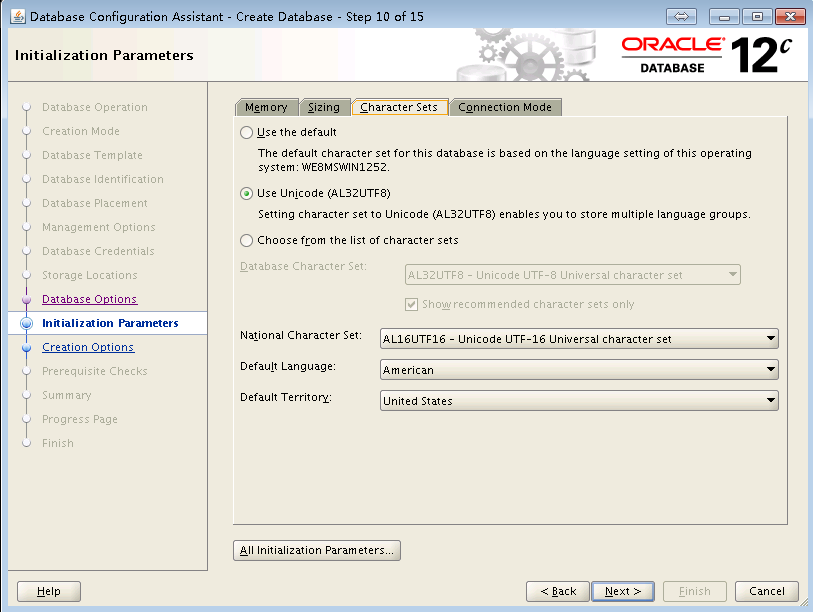 Database Configuration Assistant - Create Database - Step 10 of 15
Initialization Parameters
ORACLE®
DATABASE
12c
Database Operation
Creation Mode
Database Template
Database Identification
Database Placement
Management Options
Database Credentials
Storage Locations
Database Options
Initialization Parameters
Creation Options
Prerequisite Checks
Summary
Progress Page
Finish
Memory Sizing Character Sets Connection Mode
Use the default
The default character set for this database is based on the language setting of this operating
system: WE8MSWIN1252.
Use Unicode (AL32UTF8)
Setting character set to Unicode (AL32UTF8) enables you to store multiple language groups.
Choose from the list of character sets
Database Character Set: AL32UTF8 - Unicode UTF-8 Universal character set
Show recommended character sets only
National Character Set: AL16UTF16 - Unicode UTF-16 Universal character set
Default Language: American
Default Territory: United States
All Initialization Parameters...
Help < Back Next > Finish Cancel